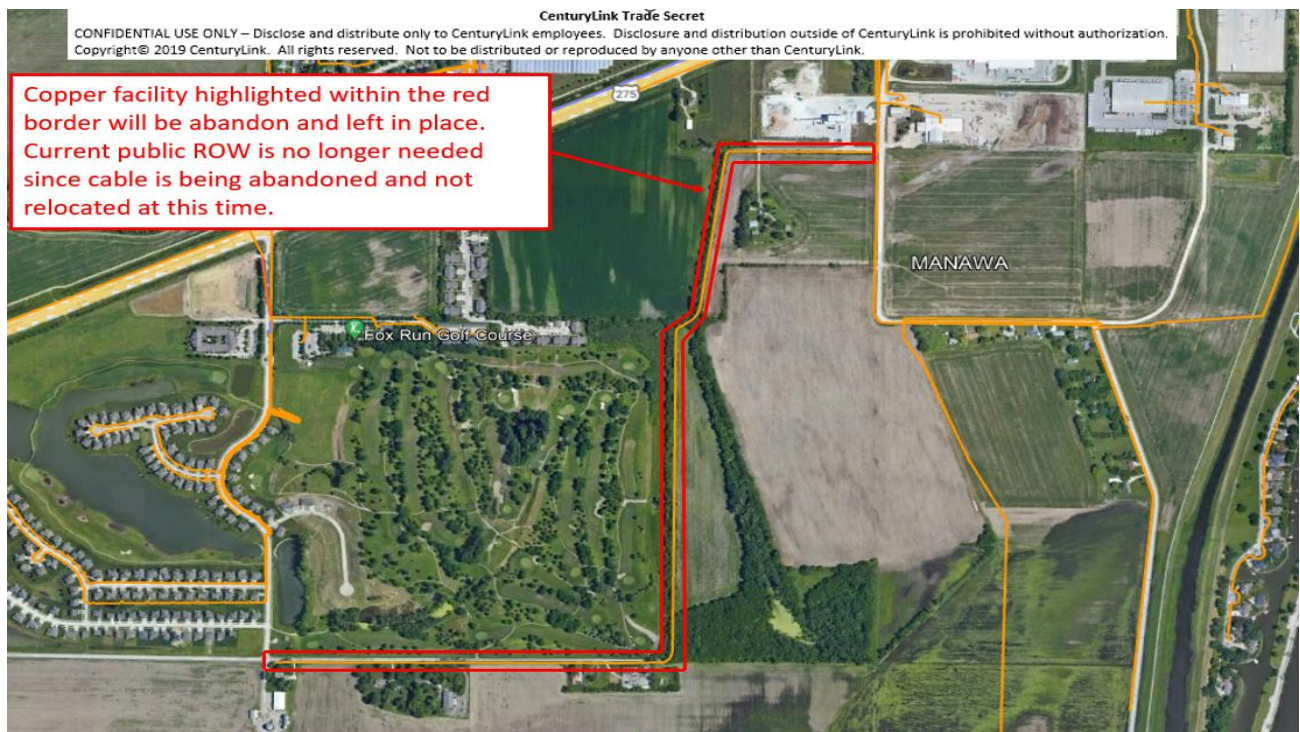 CenturyLink Trade Secret
CONFIDENTIAL USE ONLY – Disclose and distribute only to CenturyLink employees.  Disclosure and distribution outside of CenturyLink is prohibited without authorization.
Copyright© 2019 CenturyLink.  All rights reserved.  Not to be distributed or reproduced by anyone other than CenturyLink.
Copper facility highlighted within the red
border will be abandon and left in place.
Current public ROW is no longer needed
since cable is being abandoned and not
relocated at this time.
275
MANAWA
Fox Run Golf Course